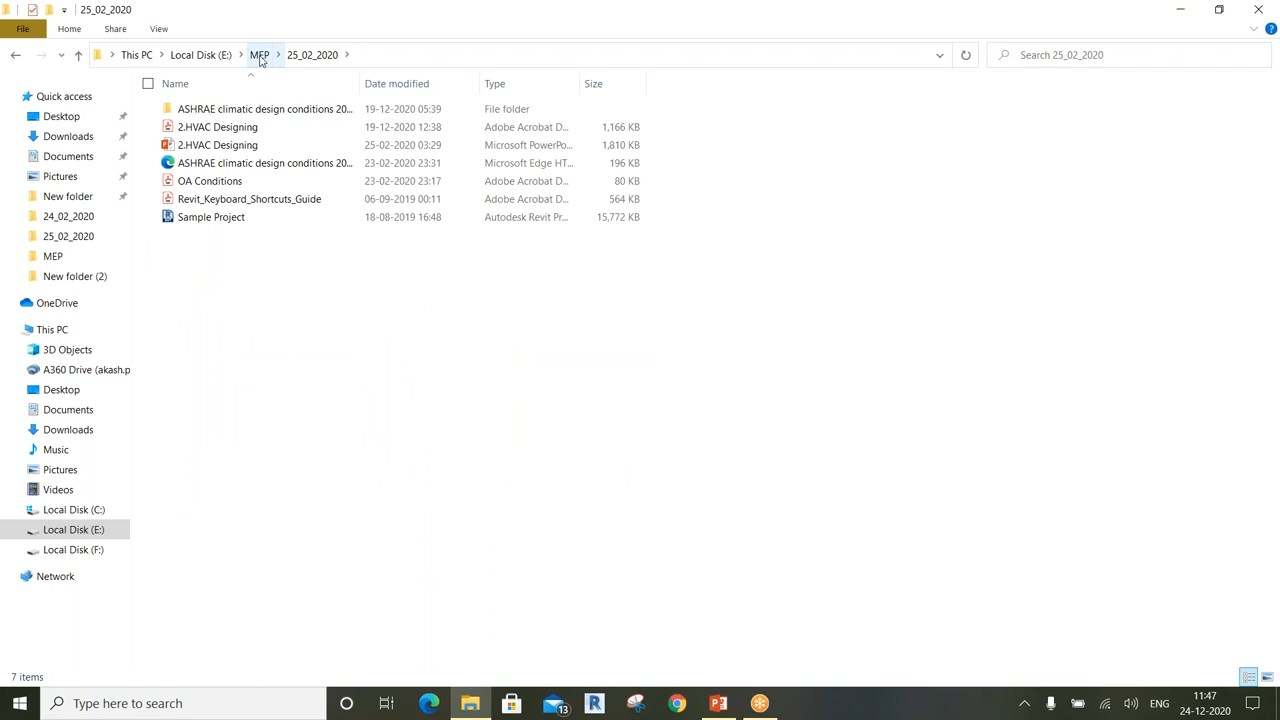 25_02_2020
File Home Share View
This PC Local Disk (E:) MEP 25_02_2020 Search 25_02_2020
Name Date modified Type Size
Quick access
Desktop
Downloads
Documents
Pictures
New folder
24_02_2020
25_02_2020
MEP
New folder (2)
OneDrive
This PC
3D Objects
A360 Drive (akash.p
Desktop
Documents
Downloads
Music
Pictures
Videos
Local Disk (C:)
Local Disk (E:)
Local Disk (F:)
Network
ASHRAE climatic design conditions 20... 19-12-2020 05:39 File folder
2.HVAC Designing 19-12-2020 12:38 Adobe Acrobat D... 1,166 KB
2.HVAC Designing 25-02-2020 03:29 Microsoft PowerPo... 1,810 KB
ASHRAE climatic design conditions 20... 23-02-2020 23:31 Microsoft Edge HT... 196 KB
OA Conditions 23-02-2020 23:17 Adobe Acrobat D... 80 KB
Revit_Keyboard_Shortcuts_Guide 06-09-2019 00:11 Adobe Acrobat D... 564 KB
Sample Project 18-08-2019 16:48 Autodesk Revit Pr... 15,772 KB
7 items
Type here to search 13 ENG 11:47
24-12-2020